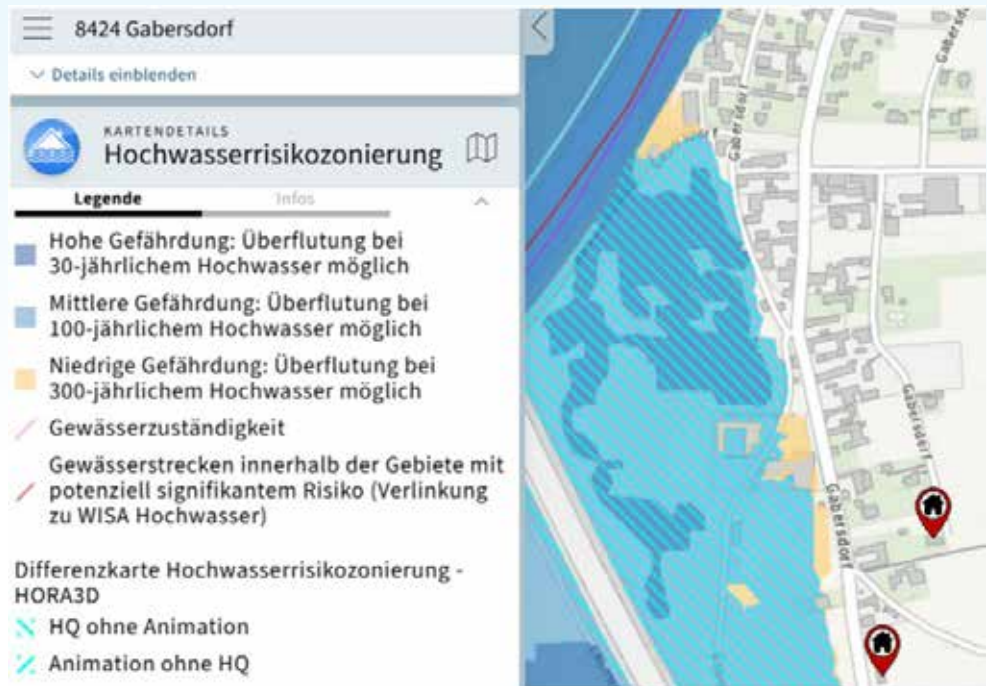 8424 Gabersdorf
Details einblenden
KARTENDETAILS
Hochwasserrisikozonierung
Legende
Infos
Hohe Gefährdung: Überflutung bei
30-jährlichem Hochwasser möglich
Mittlere Gefährdung: Überflutung bei
100-jährlichem Hochwasser möglich
Niedrige Gefährdung: Überflutung bei
300-jährlichem Hochwasser möglich
Gewässerzuständigkeit
Gewässerstrecken innerhalb der Gebiete mit
potenziell signifikantem Risiko (Verlinkung
zu WISA Hochwasser)
Differenzkarte Hochwasserrisikozonierung -
HORA3D
HQ ohne Animation
Animation ohne HQ
Gabersdorf
Gabersdorf
Gabersdorf
Gabersdorf